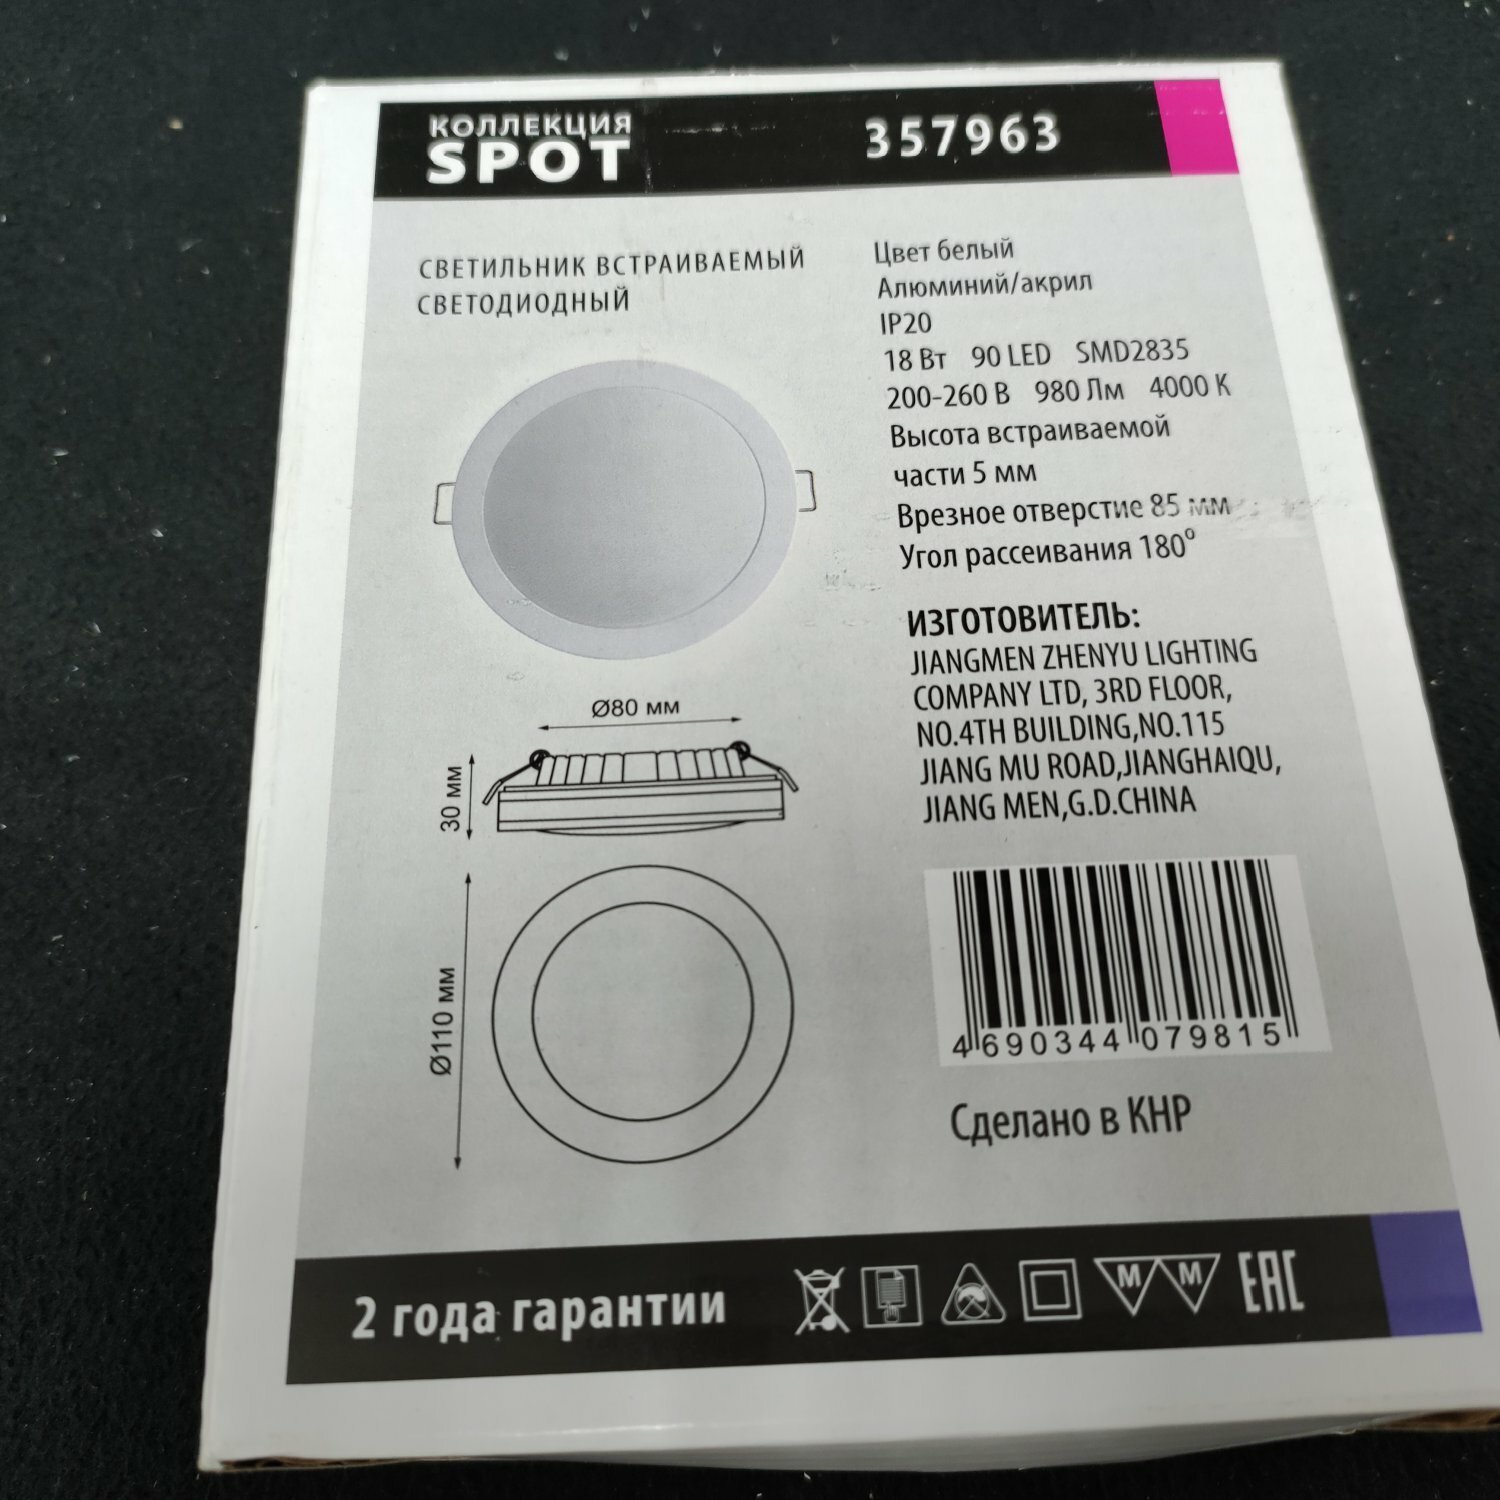 КОЛЛЕКЦИЯ
SPOT
357963
СВЕТИЛЬНИК ВСТРАИВАЕМЫЙ
СВЕТОДИОДНЫЙ
Цвет белый
Алюминий/акрил
IP20
18 Вт 90 LED SMD2835
200-260 В 980 Лм 4000 К
Высота встраиваемой
части 5 мм
Врезное отверстие 85 мм
Угол рассеивания 180°
ИЗГОТОВИТЕЛЬ:
JIANGMEN ZHENYU LIGHTING
COMPANY LTD, 3RD FLOOR,
NO.4TH BUILDING,NO.115
JIANG MU ROAD,JIANGHAIQU,
JIANG MEN,G.D.CHINA
Ø80 мм
30 мм
Ø110 мм
4690344079815
Сделано в КНР
2 года гарантии
M M
EAC